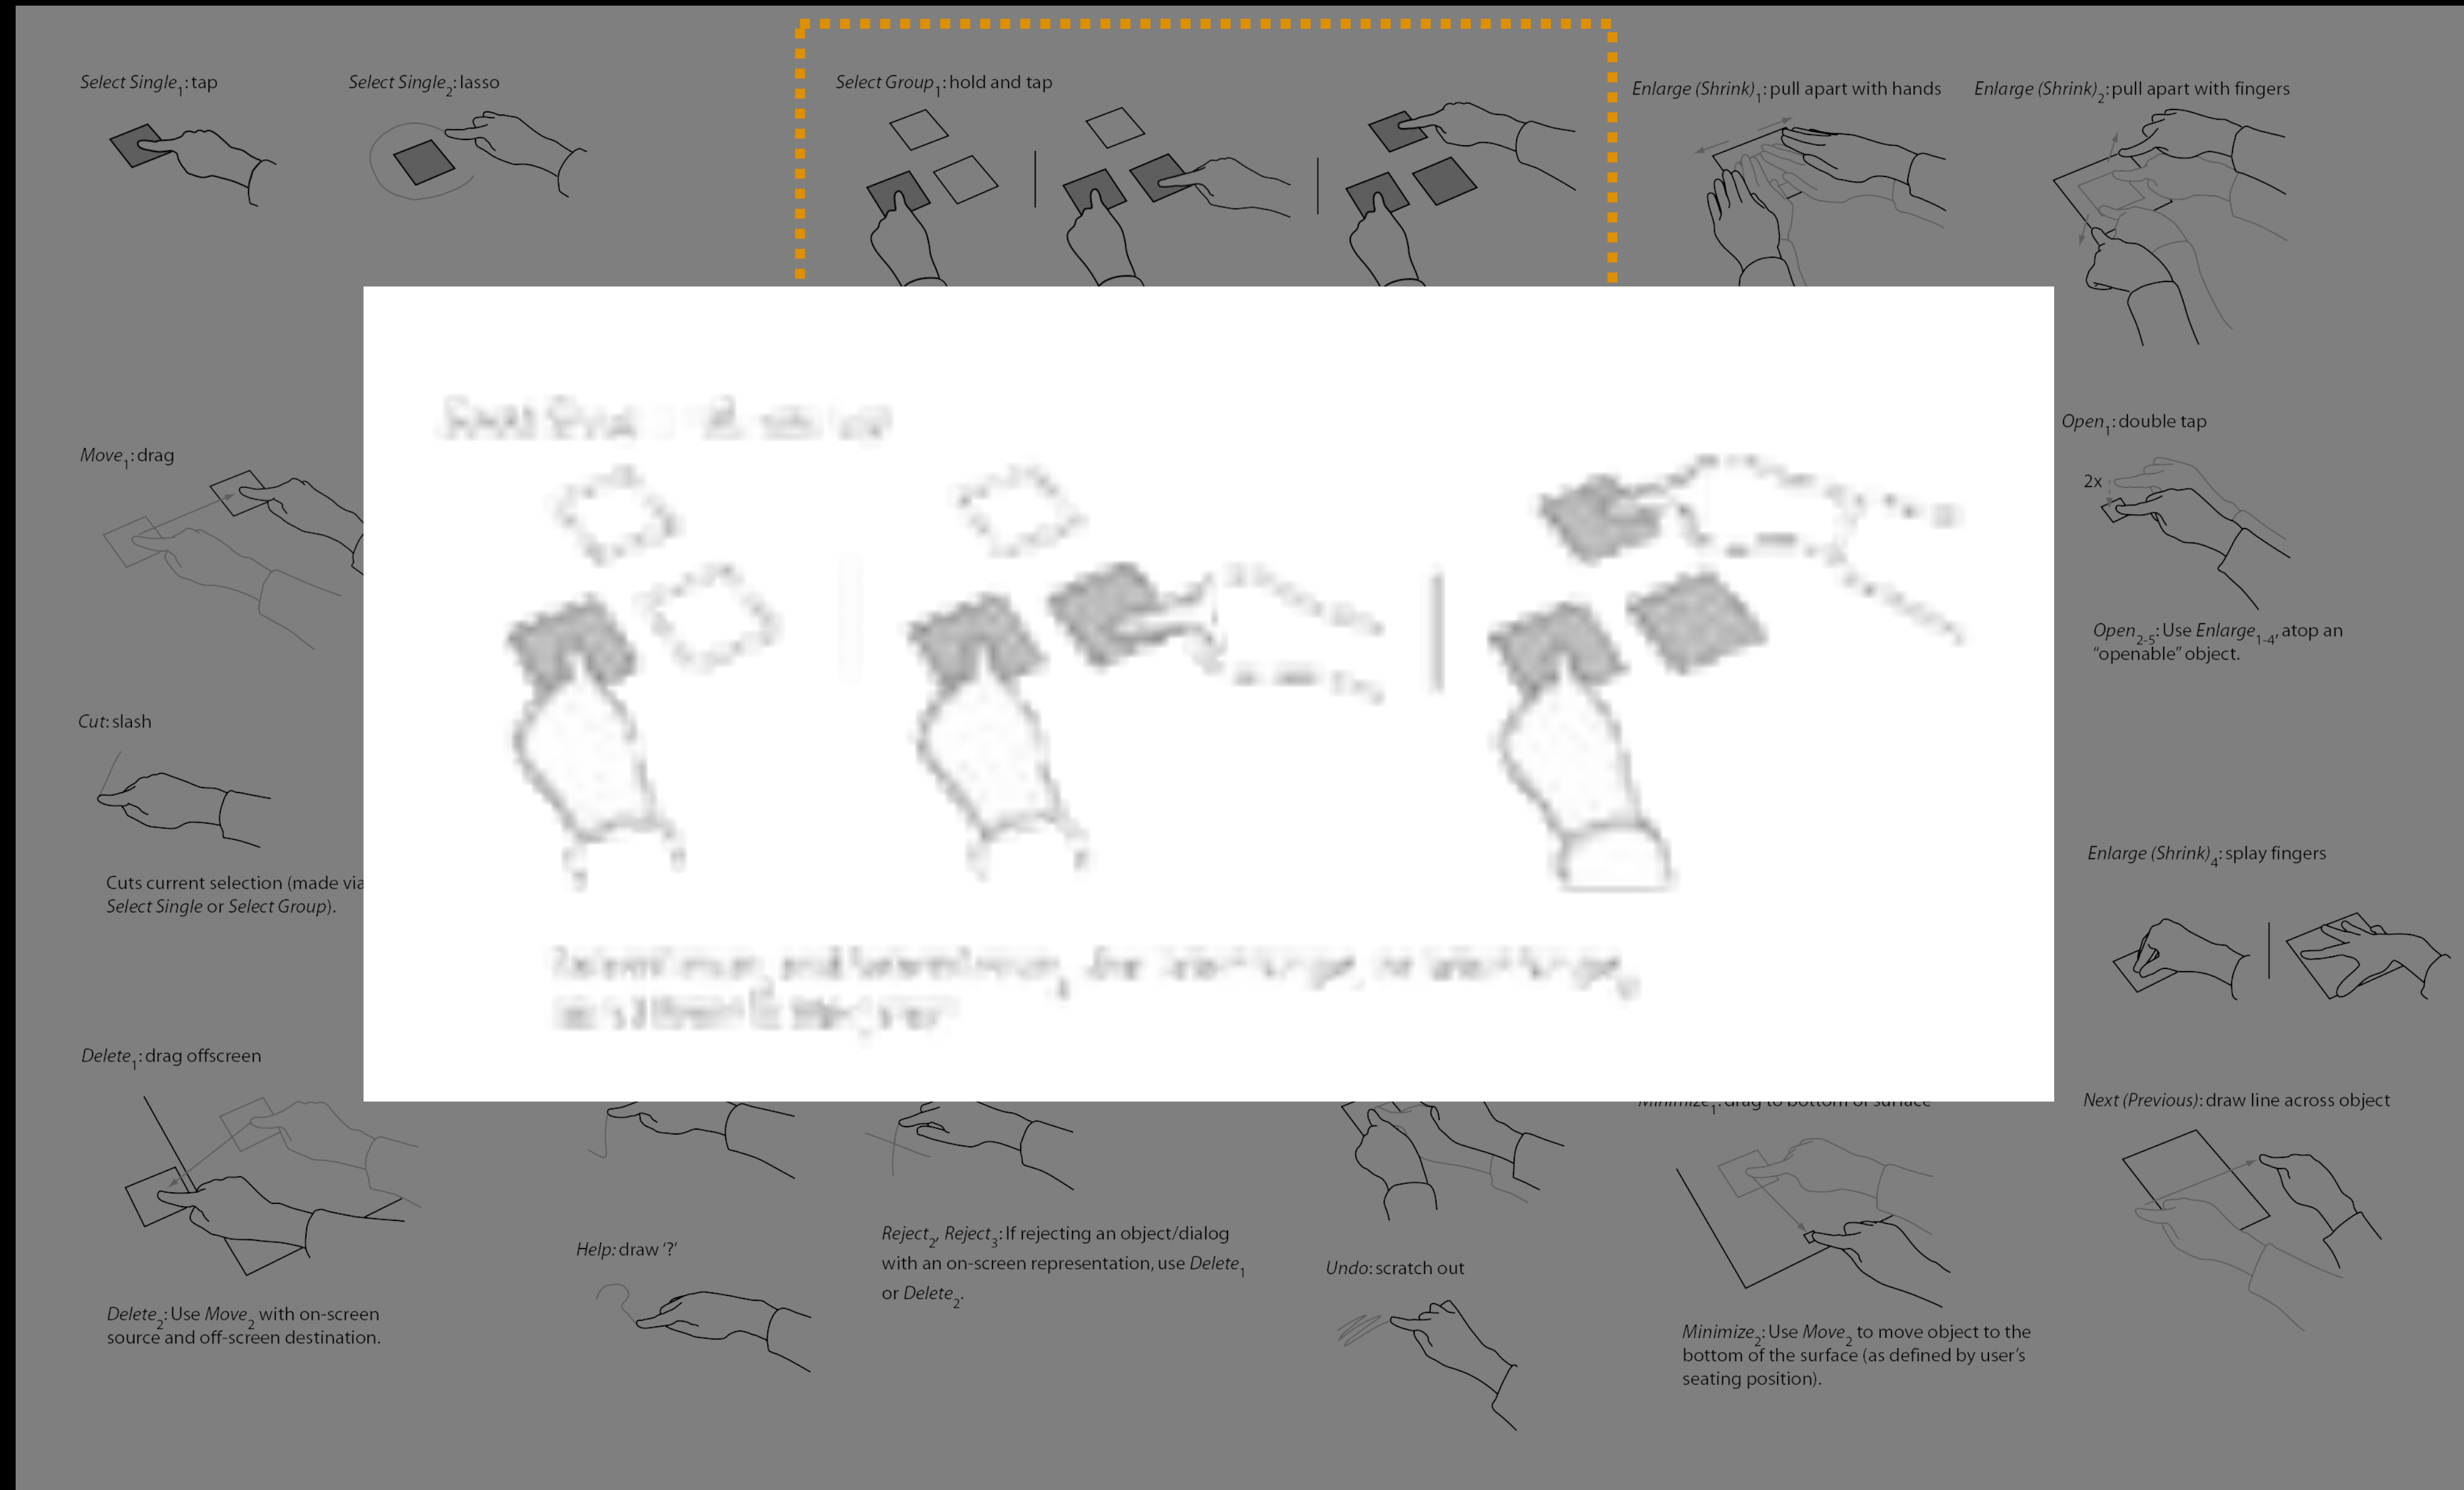 Select Single1: tap
Select Single2: lasso
Select Group1: hold and tap
Enlarge (Shrink)1: pull apart with hands
Enlarge (Shrink)2: pull apart with fingers
Move1: drag
Open1: double tap
2x
Open2-5: Use Enlarge1-4, atop an
“openable” object.
Cut: slash
Cuts current selection (made via
Select Single or Select Group).
Enlarge (Shrink)4: splay fingers
Delete1: drag offscreen
Minimize1: drag to bottom of surface
Next (Previous): draw line across object
Delete2: Use Move2 with on-screen
source and off-screen destination.
Help: draw ‘?’
Reject2, Reject3: If rejecting an object/dialog
with an on-screen representation, use Delete1
or Delete2.
Undo: scratch out
Minimize2: Use Move2 to move object to the
bottom of the surface (as defined by user’s
seating position).